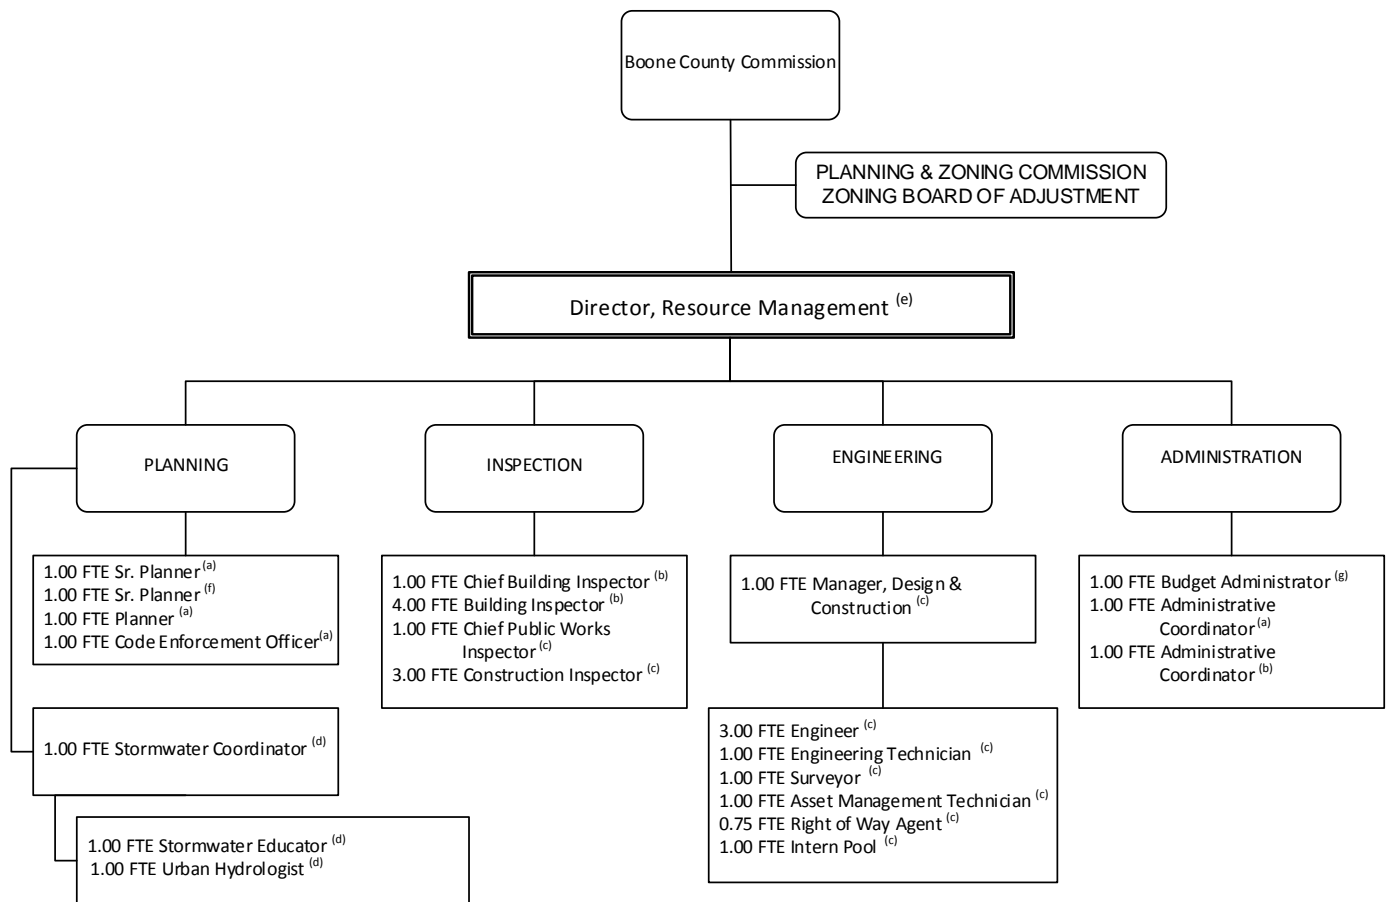 Boone County Commission
PLANNING & ZONING COMMISSION
ZONING BOARD OF ADJUSTMENT
Director, Resource Management (e)
PLANNING
1.00 FTE Sr. Planner (a)
1.00 FTE Sr. Planner (f)
1.00 FTE Planner (a)
1.00 FTE Code Enforcement Officer (a)
1.00 FTE Stormwater Coordinator (d)
1.00 FTE Stormwater Educator (d)
1.00 FTE Urban Hydrologist (d)
INSPECTION
1.00 FTE Chief Building Inspector (b)
4.00 FTE Building Inspector (b)
1.00 FTE Chief Public Works
Inspector (c)
3.00 FTE Construction Inspector (c)
ENGINEERING
1.00 FTE Manager, Design &
Construction (c)
3.00 FTE Engineer (c)
1.00 FTE Engineering Technician (c)
1.00 FTE Surveyor (c)
1.00 FTE Asset Management Technician (c)
0.75 FTE Right of Way Agent (c)
1.00 FTE Intern Pool (c)
ADMINISTRATION
1.00 FTE Budget Administrator (g)
1.00 FTE Administrative
Coordinator (a)
1.00 FTE Administrative
Coordinator (b)